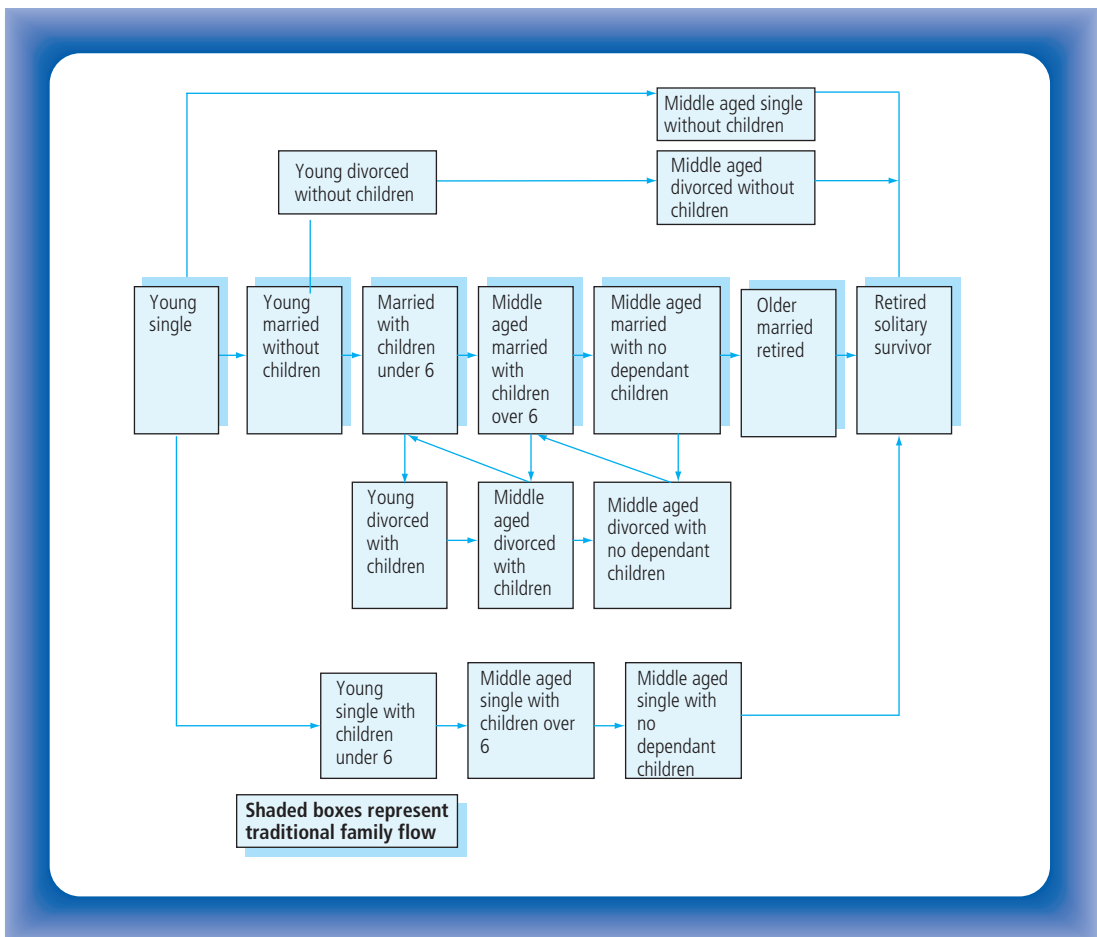 Middle aged single
without children
Young divorced
without children
Middle aged
divorced without
children
Young
single
Young
married
without
children
Married
with
children
under 6
Middle
aged
married
with
children
over 6
Middle aged
married
with no
dependant
children
Older
married
retired
Retired
solitary
survivor
Young
divorced
with
children
Middle
aged
divorced
with
children
Middle aged
divorced with
no dependant
children
Young
single with
children
under 6
Middle aged
single with
children over
6
Middle aged
single with
no
dependant
children
Shaded boxes represent
traditional family flow